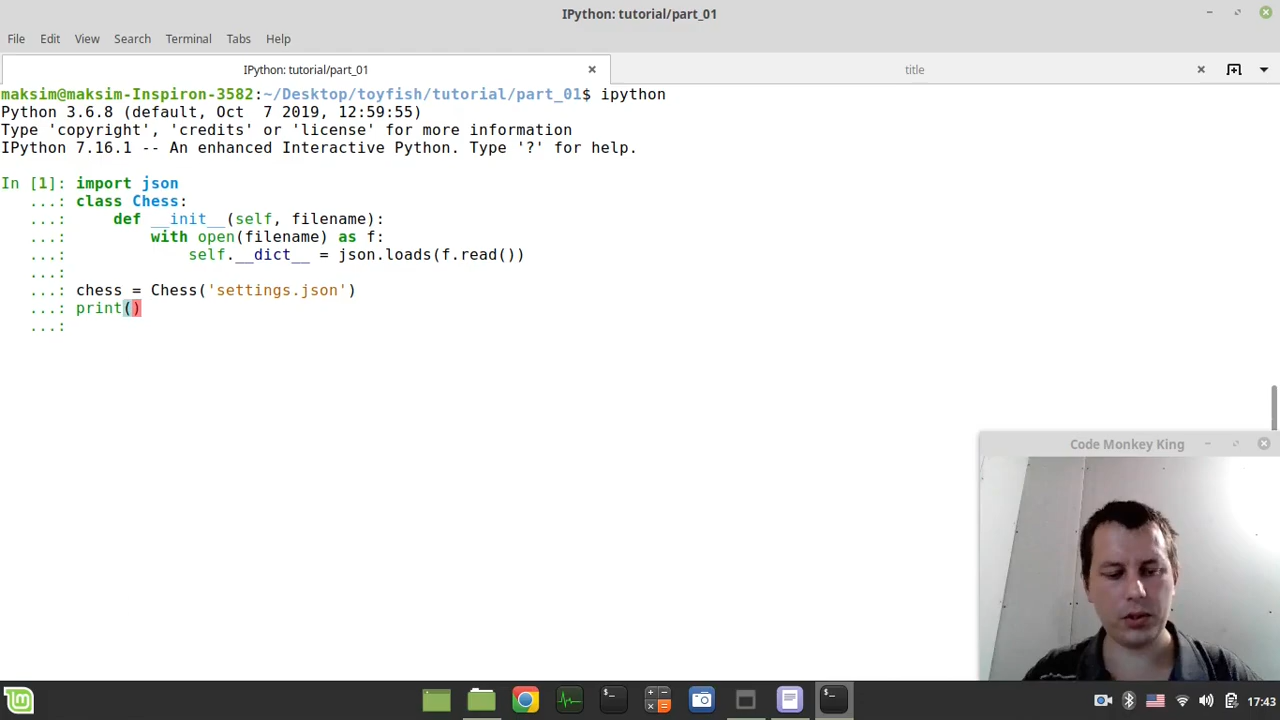 IPython: tutorial/part_01
File Edit View Search Terminal Tabs Help
IPython: tutorial/part_01
title
maksim@maksim-Inspiron-3582:~/Desktop/toyfish/tutorial/part_01$ ipython
Python 3.6.8 (default, Oct  7 2019, 12:59:55)
Type 'copyright', 'credits' or 'license' for more information
IPython 7.16.1 -- An enhanced Interactive Python. Type '?' for help.
In [1]: import json
   ...: class Chess:
   ...:     def __init__(self, filename):
   ...:         with open(filename) as f:
   ...:             self.__dict__ = json.loads(f.read())
   ...:
   ...: chess = Chess('settings.json')
   ...: print()
   ...:
Code Monkey King
17:43